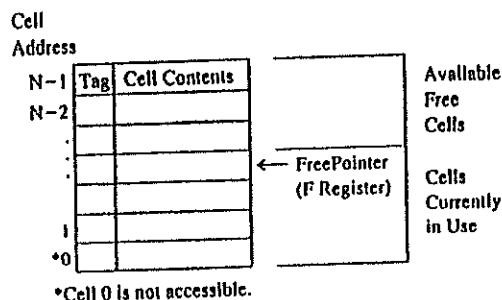 Cell
Address
N-1 Tag Cell Contents
N-2
.
.
.
1
*0
Available
Free
Cells
← FreePointer
(F Register)
Cells
Currently
in Use
*Cell 0 is not accessible.